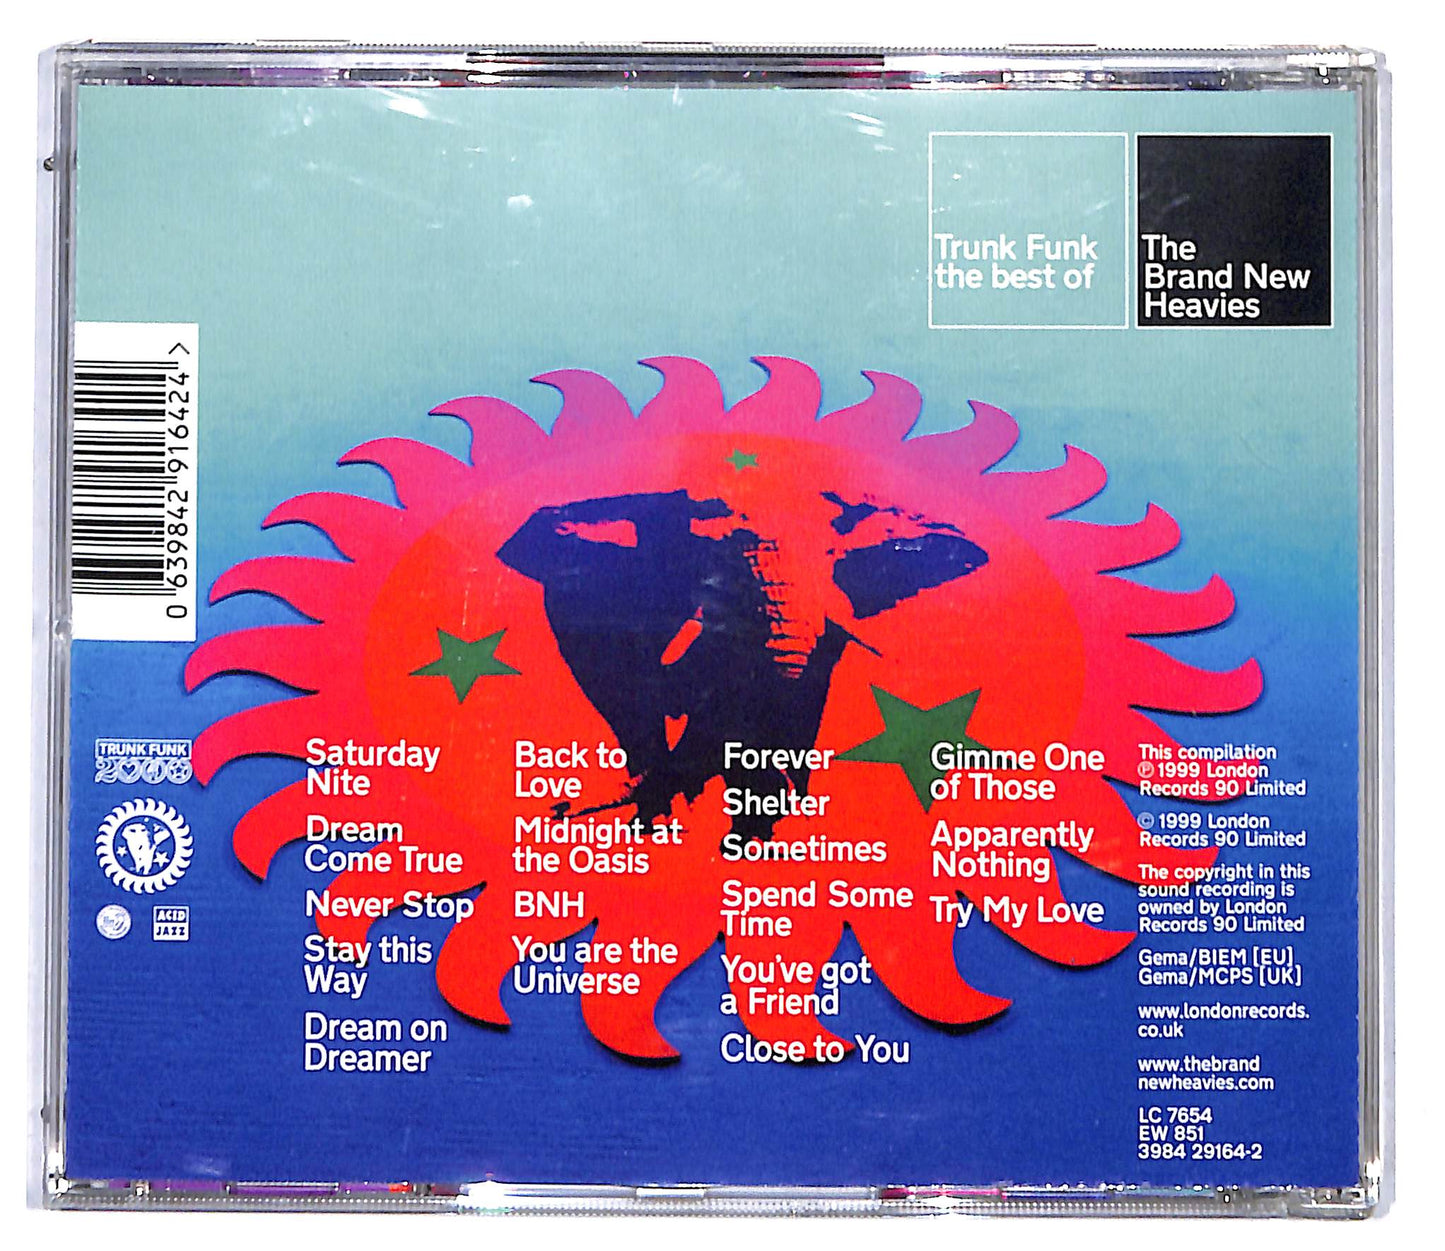 Trunk Funk
the best of
The
Brand New
Heavies
0 639842 916424 >
TRUNK FUNK
2000
ACID
JAZZ
Saturday
Nite
Dream
Come True
Never Stop
Stay this
Way
Dream on
Dreamer
Back to
Love
Midnight at
the Oasis
BNH
You are the
Universe
Forever
Shelter
Sometimes
Spend Some
Time
You've got
a Friend
Close to You
Gimme One
of Those
Apparently
Nothing
Try My Love
This compilation
℗ 1999 London
Records 90 Limited
© 1999 London
Records 90 Limited
The copyright in this
sound recording is
owned by London
Records 90 Limited
Gema/BIEM [EU]
Gema/MCPS [UK]
www.londonrecords.
co.uk
www.thebrand
newheavies.com
LC 7654
EW 851
3984 29164-2